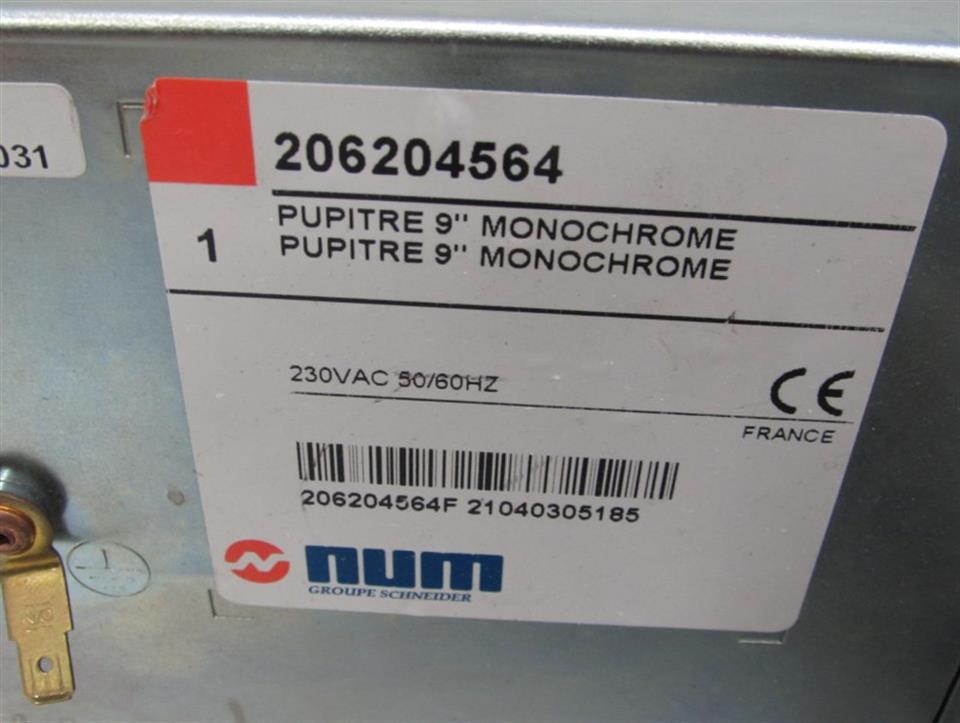 031
206204564
PUPITRE 9" MONOCHROME
1
PUPITRE 9" MONOCHROME
230VAC 50/60HZ
CE
FRANCE
206204564F 21040305185
num
GROUPE SCHNEIDER